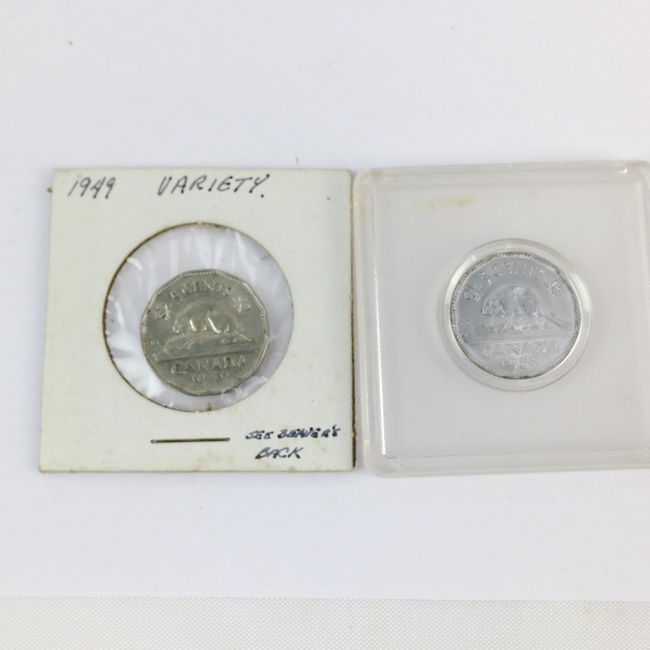 1949 VARIETY.
5 CENTS
CANADA
SEE BEAVER'S
BACK
5 CENTS
CANADA